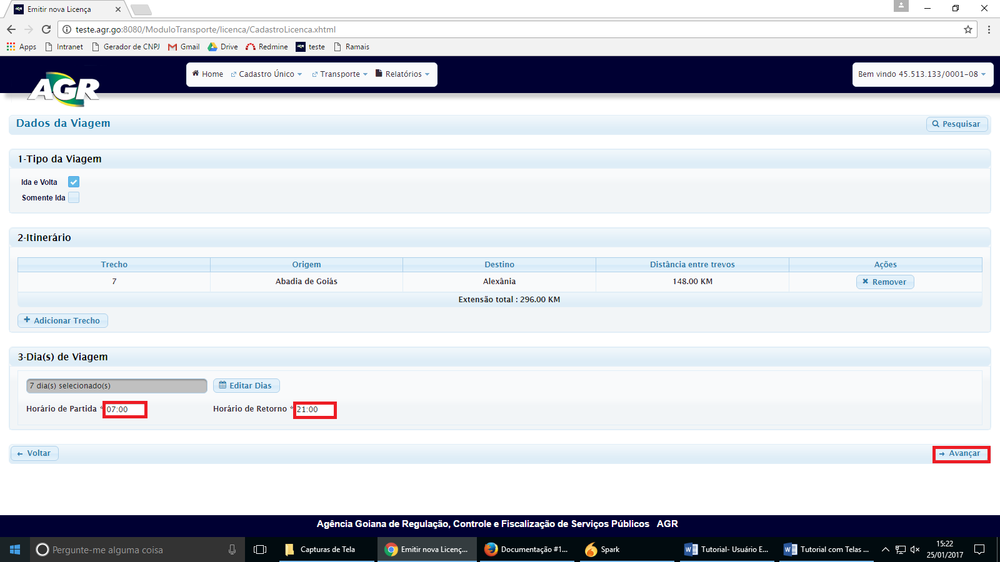 Emitir nova Licença
teste.agr.go:8080/ModuloTransporte/licenca/CadastroLicenca.xhtml
Apps Intranet Gerador de CNPJ Gmail Drive Redmine teste Ramais
AGR Home Cadastro Único Transporte Relatórios Bem vindo 45.513.133/0001-08
Dados da Viagem Pesquisar
1-Tipo da Viagem
Ida e Volta
Somente Ida
2-Itinerário
Trecho Origem Destino Distância entre trevos Ações
7 Abadia de Goiás Alexânia 148.00 KM Remover
Extensão total : 296.00 KM
Adicionar Trecho
3-Dia(s) de Viagem
7 dia(s) selecionado(s) Editar Dias
Horário de Partida * 07:00 Horário de Retorno * 21:00
Voltar Avançar
Agência Goiana de Regulação, Controle e Fiscalização de Serviços Públicos AGR
Pergunte-me alguma coisa Capturas de Tela Emitir nova Licenç... Documentação #1... Spark Tutorial- Usuário E... Tutorial com Telas ... 15:22
25/01/2017